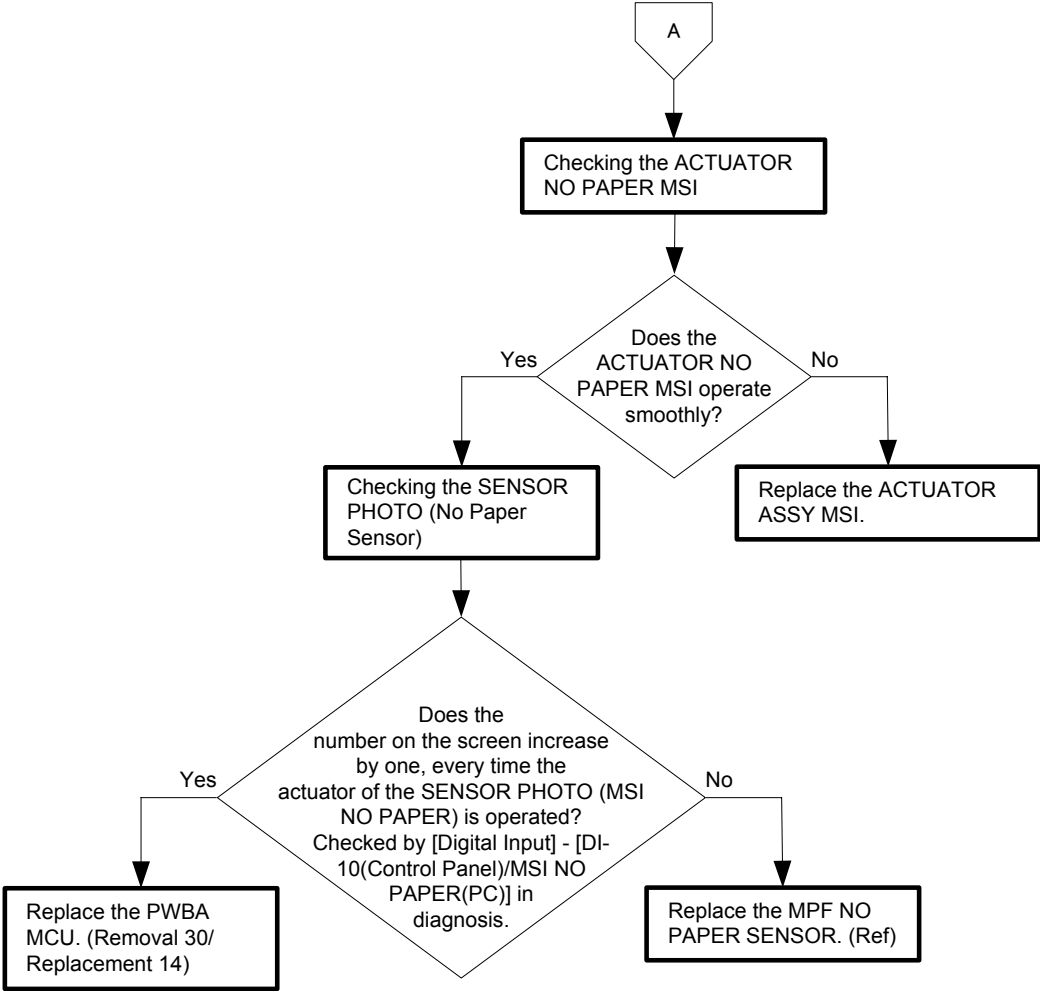 A
Checking the ACTUATOR
NO PAPER MSI
Does the
ACTUATOR NO
PAPER MSI operate
smoothly?
Yes
No
Checking the SENSOR
PHOTO (No Paper
Sensor)
Replace the ACTUATOR
ASSY MSI.
Does the
number on the screen increase
by one, every time the
actuator of the SENSOR PHOTO (MSI
NO PAPER) is operated?
Checked by [Digital Input] - [DI-
10(Control Panel)/MSI NO
PAPER(PC)] in
diagnosis.
Yes
No
Replace the PWBA
MCU. (Removal 30/
Replacement 14)
Replace the MPF NO
PAPER SENSOR. (Ref)